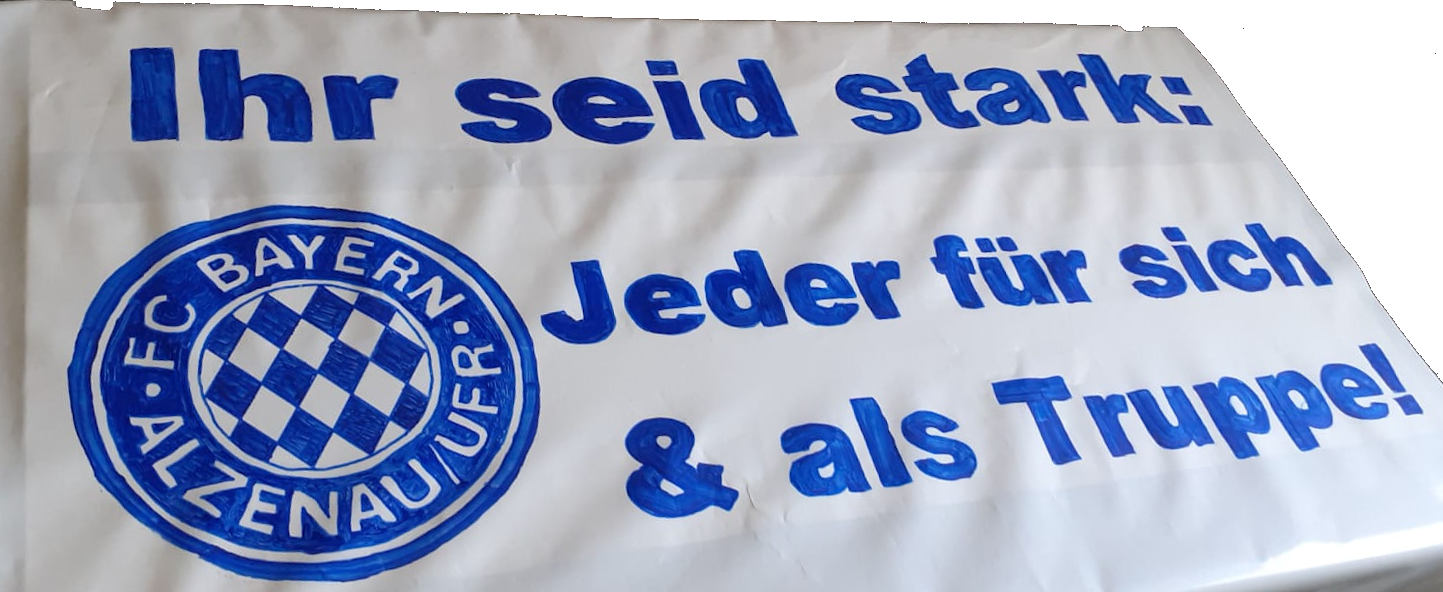 Ihr seid stark:
FC BAYERN
ALZENAU/UFR
Jeder für sich
& als Truppe!